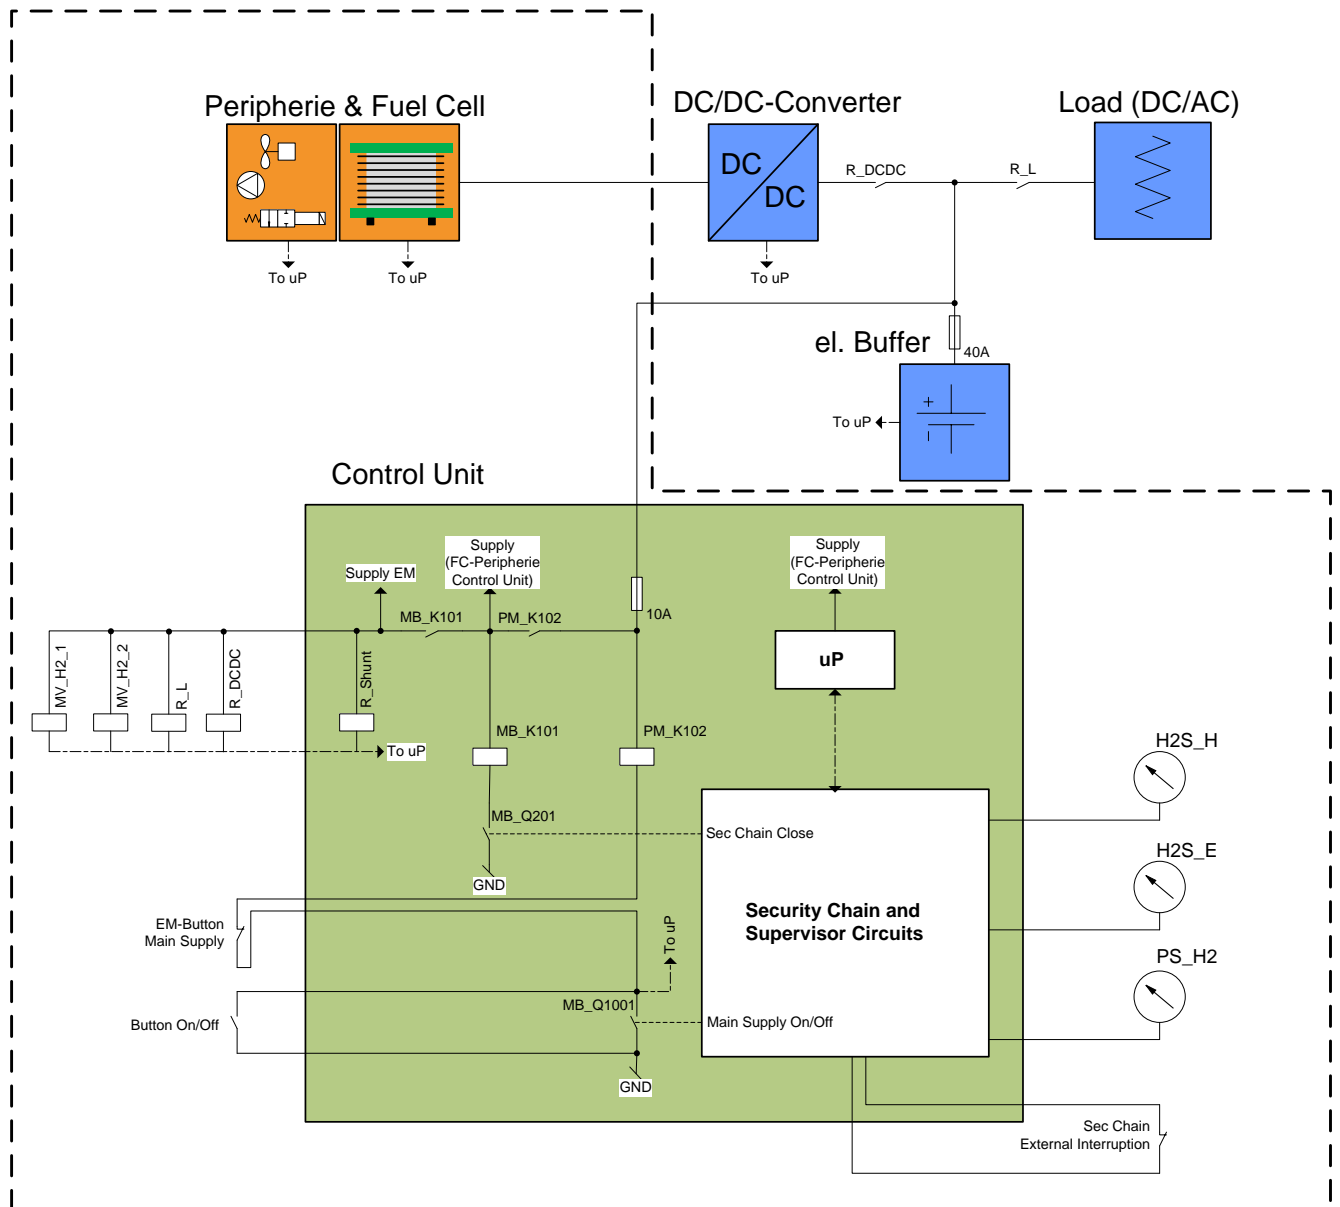 Peripherie & Fuel Cell
DC/DC-Converter
Load (DC/AC)
DC
DC
R_DCDC
R_L
To uP
To uP
To uP
el. Buffer
40A
+
To uP
Control Unit
Supply
(FC-Peripherie
Control Unit)
Supply
(FC-Peripherie
Control Unit)
Supply EM
MB_K101
PM_K102
10A
MV_H2_1
MV_H2_2
R_L
R_DCDC
R_Shunt
uP
To uP
MB_K101
PM_K102
H2S_H
MB_Q201
Sec Chain Close
H2S_E
GND
EM-Button
Main Supply
To uP
Security Chain and
Supervisor Circuits
PS_H2
MB_Q1001
Button On/Off
Main Supply On/Off
GND
Sec Chain
External Interruption